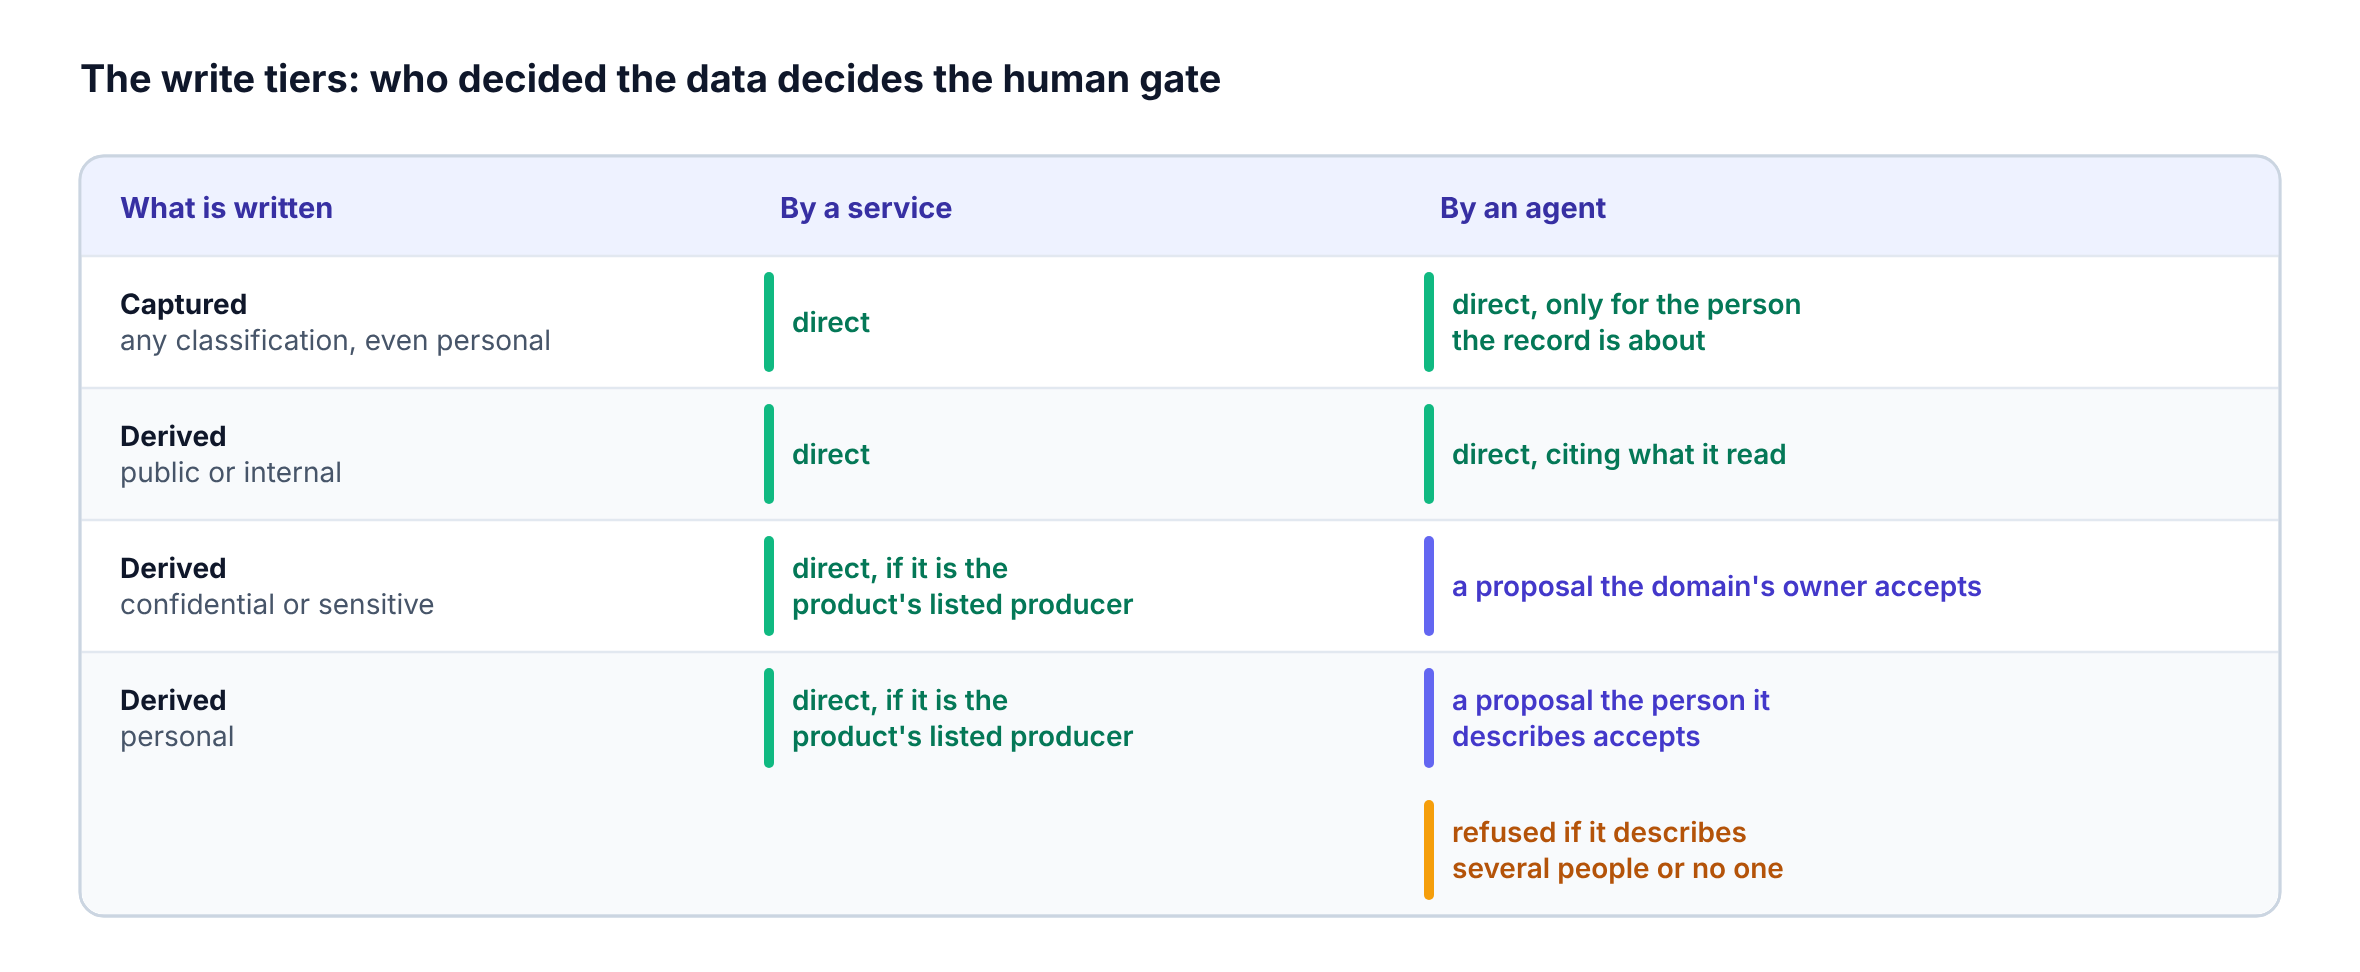 The write tiers: who decided the data decides the human gate
What is written
By a service
By an agent
Captured
any classification, even personal
direct
direct, only for the person
the record is about
Derived
public or internal
direct
direct, citing what it read
Derived
confidential or sensitive
direct, if it is the
product's listed producer
a proposal the domain's owner accepts
Derived
personal
direct, if it is the
product's listed producer
a proposal the person it
describes accepts
refused if it describes
several people or no one